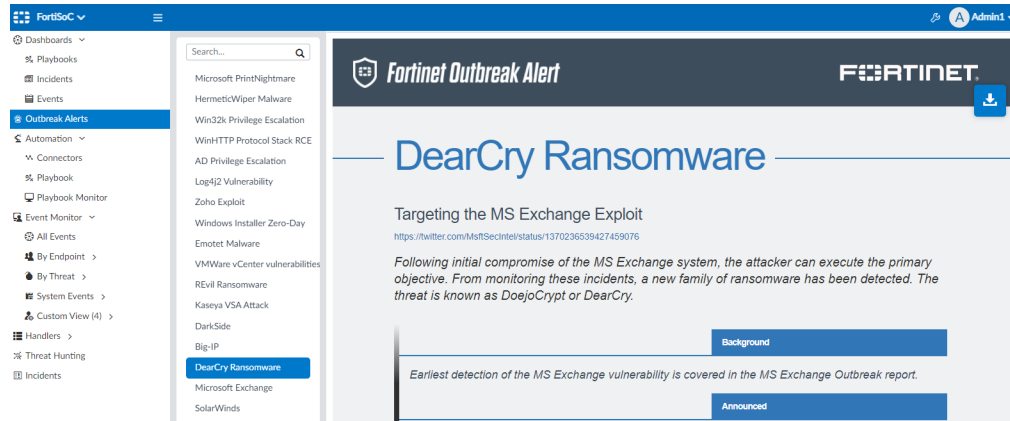 FortiSoC
A Admin1
Dashboards
Playbooks
Incidents
Events
Outbreak Alerts
Automation
Connectors
Playbook
Playbook Monitor
Event Monitor
All Events
By Endpoint
By Threat
System Events
Custom View (4)
Handlers
Threat Hunting
Incidents
Search...
Microsoft PrintNightmare
HermeticWiper Malware
Win32k Privilege Escalation
WinHTTP Protocol Stack RCE
AD Privilege Escalation
Log4j2 Vulnerability
Zoho Exploit
Windows Installer Zero-Day
Emotet Malware
VMWare vCenter vulnerabilities
REvil Ransomware
Kaseya VSA Attack
DarkSide
Big-IP
DearCry Ransomware
Microsoft Exchange
SolarWinds
Fortinet Outbreak Alert
FORTINET
DearCry Ransomware
Targeting the MS Exchange Exploit
https://twitter.com/MsftSecIntel/status/1370236539427459076
Following initial compromise of the MS Exchange system, the attacker can execute the primary
objective. From monitoring these incidents, a new family of ransomware has been detected. The
threat is known as DoejoCrypt or DearCry.
Background
Earliest detection of the MS Exchange vulnerability is covered in the MS Exchange Outbreak report.
Announced